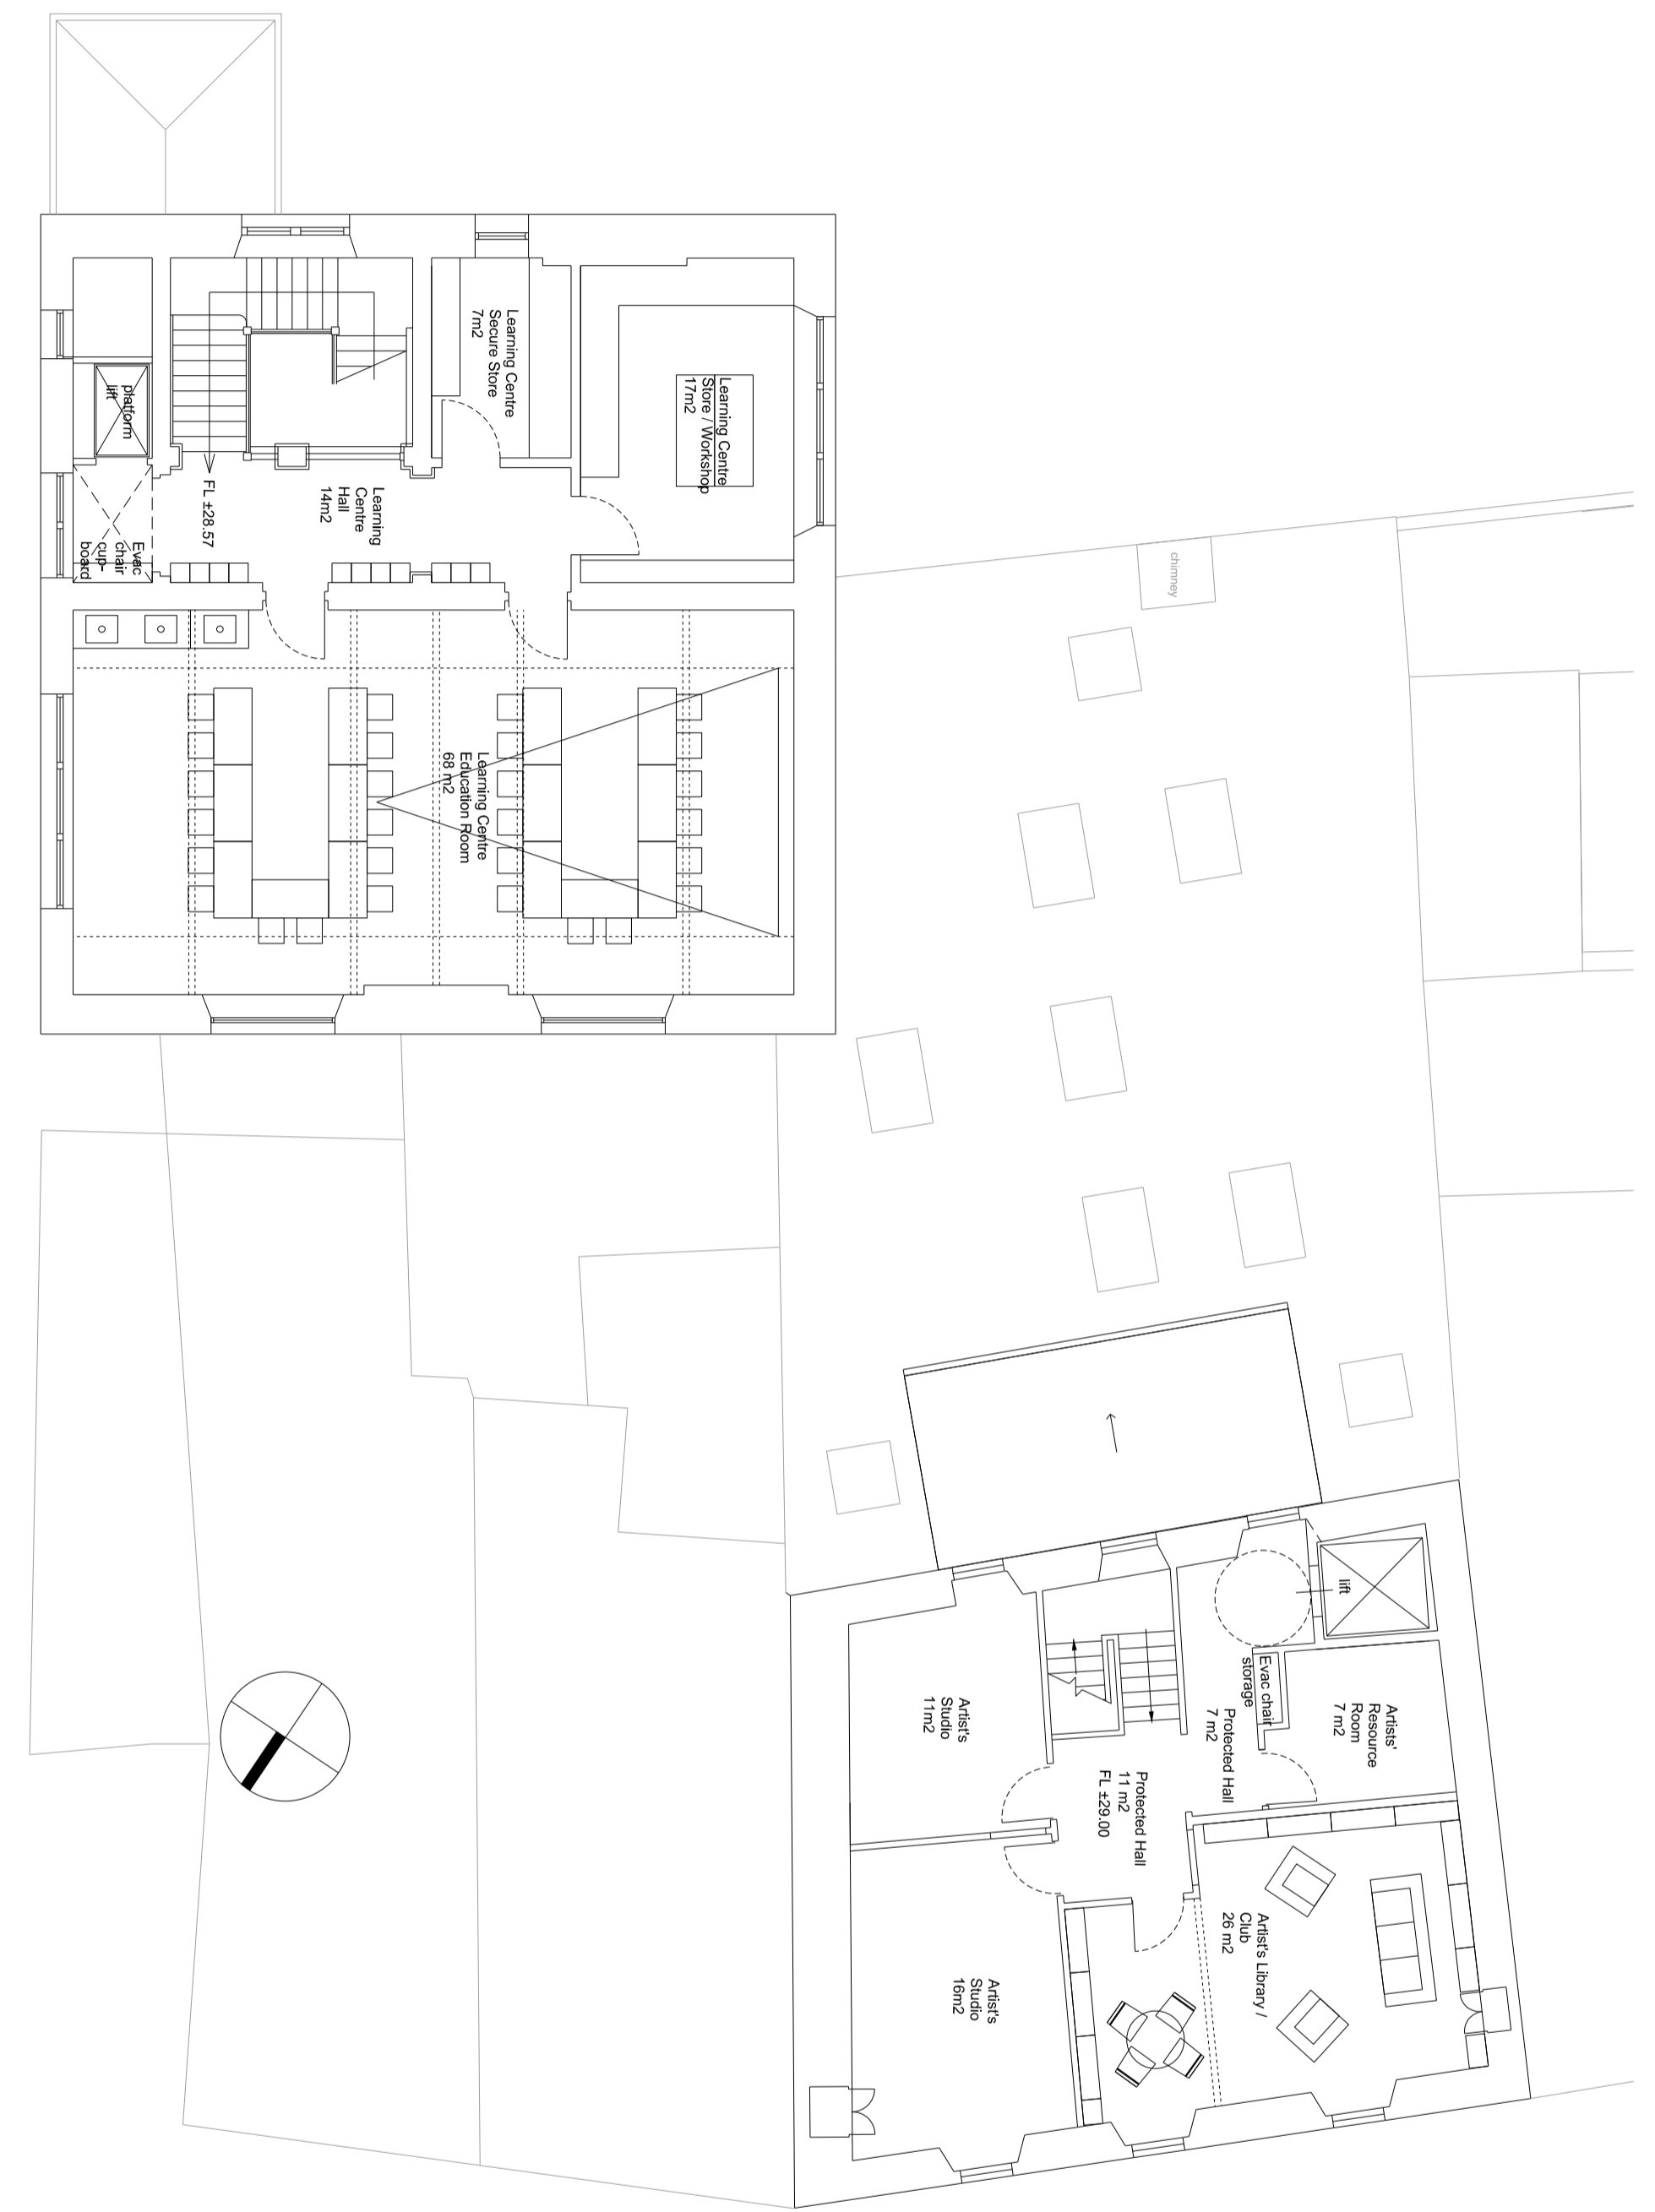 Learning Centre
Secure Store
7m2
Learning Centre
Store / Workshop
17m2
platform
lift
Learning
Centre
Hall
14m2
FL ±28.57
Evac
chair
cup-
board
chimney
Learning Centre
Education Room
68 m2
lift
Evac chair
storage
Artists'
Resource
Room
7 m2
Protected Hall
7 m2
Artist's
Studio
11m2
Protected Hall
11 m2
FL ±29.00
Artist's Library /
Club
26 m2
Artist's
Studio
16m2